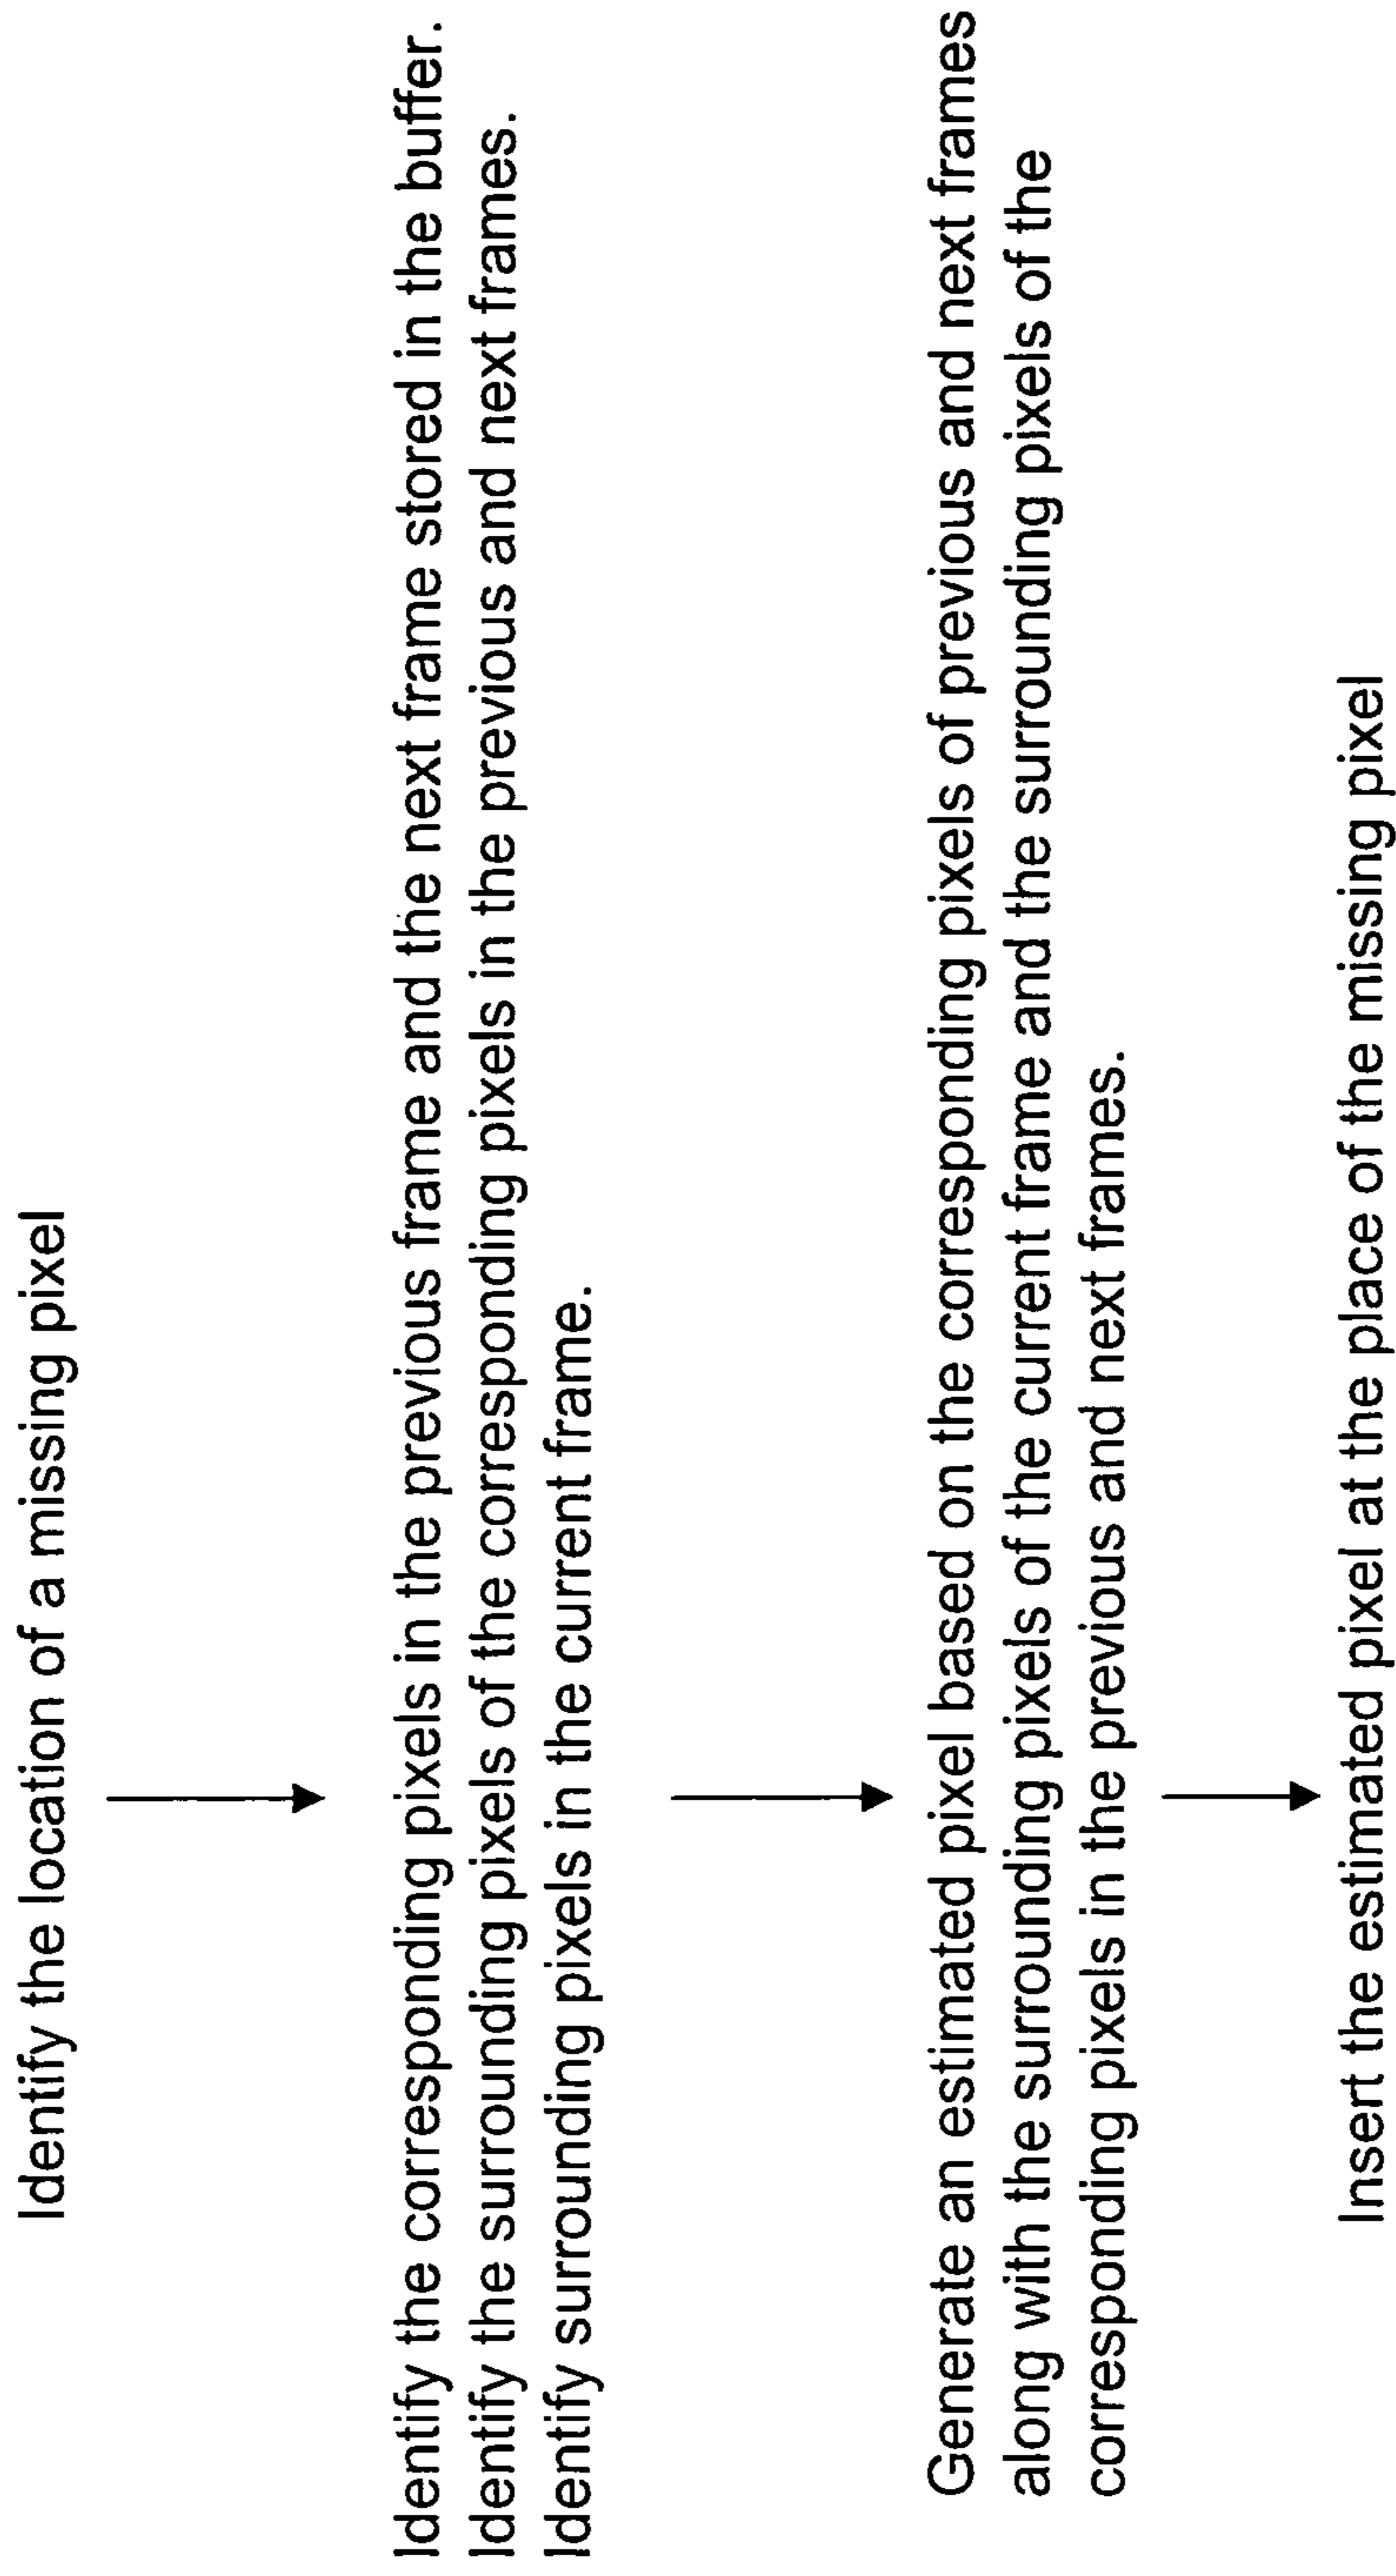 Identify the location of a missing pixel
Identify the corresponding pixels in the previous frame and the next frame stored in the buffer.
Identify the surrounding pixels of the corresponding pixels in the previous and next frames.
Identify surrounding pixels in the current frame.
Generate an estimated pixel based on the corresponding pixels of previous and next frames
along with the surrounding pixels of the current frame and the surrounding pixels of the
corresponding pixels in the previous and next frames.
Insert the estimated pixel at the place of the missing pixel